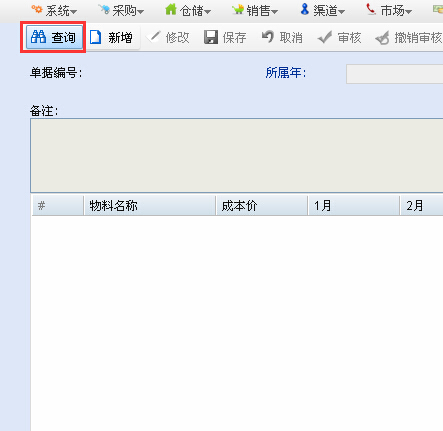 系统 采购 仓储 销售 渠道 市场
查询 新增 修改 保存 取消 审核 撤销审核
单据编号: 所属年:
备注:
# 物料名称 成本价 1月 2月